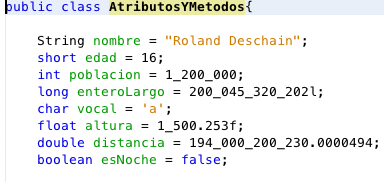 public class AtributosYMetodos{
String nombre = "Roland Deschain";
short edad = 16;
int poblacion = 1_200_000;
long enteroLargo = 200_045_320_202l;
char vocal = 'a';
float altura = 1_500.253f;
double distancia = 194_000_200_230.0000494;
boolean esNoche = false;